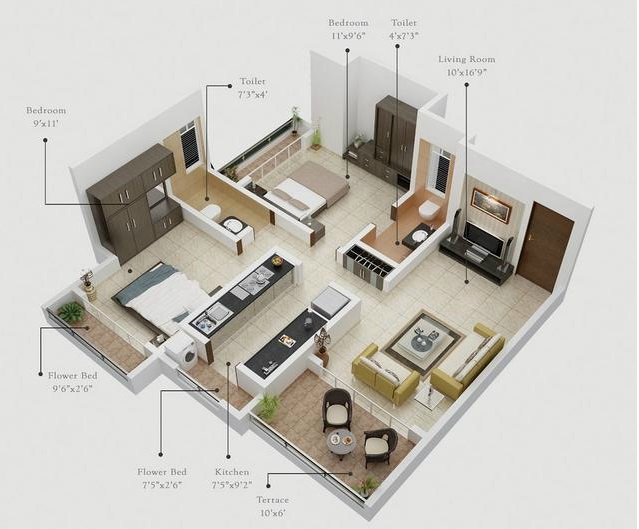 Bedroom
11'x9'6"
Toilet
4'x7'3"
Living Room
10'x16'9"
Toilet
7'3"x4'
Bedroom
9'x11'
Flower Bed
9'6"x2'6"
Flower Bed
7'5"x2'6"
Kitchen
7'5"x9'2"
Terrace
10'x6'